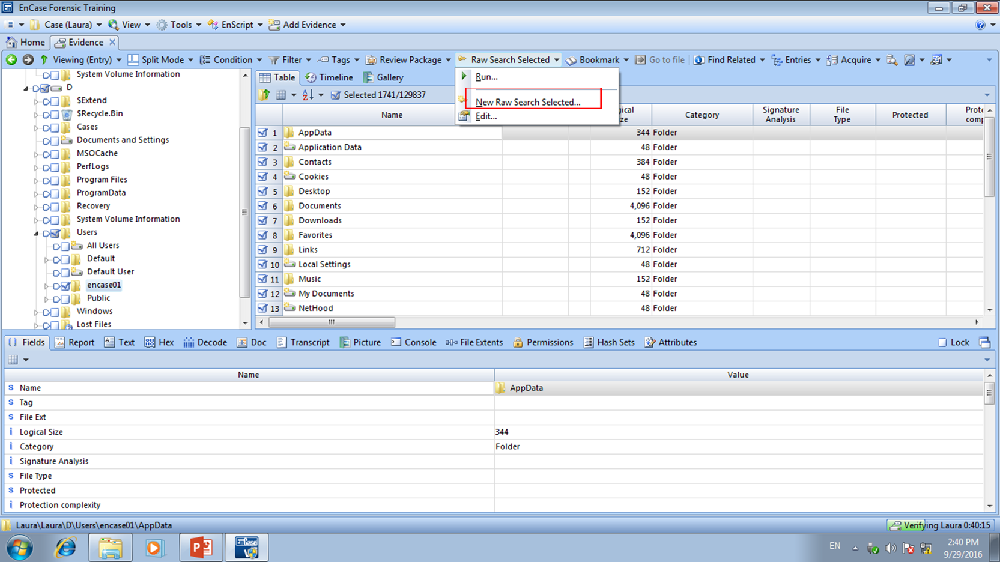 EnCase Forensic Training
Case (Laura) View Tools EnScript Add Evidence
Home Evidence
Viewing (Entry) Split Mode Condition Filter Tags Review Package Raw Search Selected Bookmark Go to file Find Related Entries Acquire
System Volume Information
D
$Extend
$Recycle.Bin
Cases
Documents and Settings
MSOCache
PerfLogs
Program Files
ProgramData
Recovery
System Volume Information
Users
All Users
Default
Default User
encase01
Public
Windows
Lost Files
Table Timeline Gallery
Selected 1741/129837
Run...
New Raw Search Selected...
Edit...
Name Category Signature Analysis File Type Protected
1 AppData 344 Folder
2 Application Data 48 Folder
3 Contacts 384 Folder
4 Cookies 48 Folder
5 Desktop 152 Folder
6 Documents 4,096 Folder
7 Downloads 152 Folder
8 Favorites 4,096 Folder
9 Links 712 Folder
10 Local Settings 48 Folder
11 Music 152 Folder
12 My Documents 48 Folder
13 NetHood 48 Folder
Fields Report Text Hex Decode Doc Transcript Picture Console File Extents Permissions Hash Sets Attributes Lock
Name Value
Name AppData
Tag
File Ext
Logical Size 344
Category Folder
Signature Analysis
File Type
Protected
Protection complexity
Laura\Laura\D\Users\encase01\AppData Verifying Laura 0:40:15
EN 2:40 PM
9/29/2016